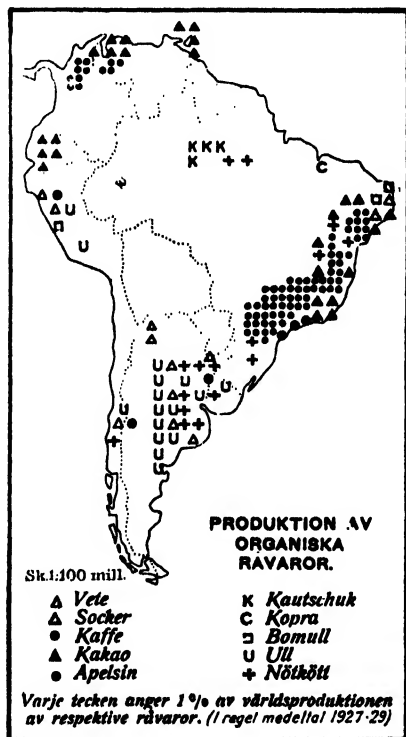 PRODUKTION AV
ORGANISKA
RÅVAROR.
Sk.1:100 mill.
Vete
Socker
Kaffe
Kakao
Apelsin
K Kautschuk
C Kopra
Bomull
U Ull
+ Nötkött
Varje tecken anger 1% av världsproduktionen
av respektive råvaror. (I regel medeltal 1927-29)